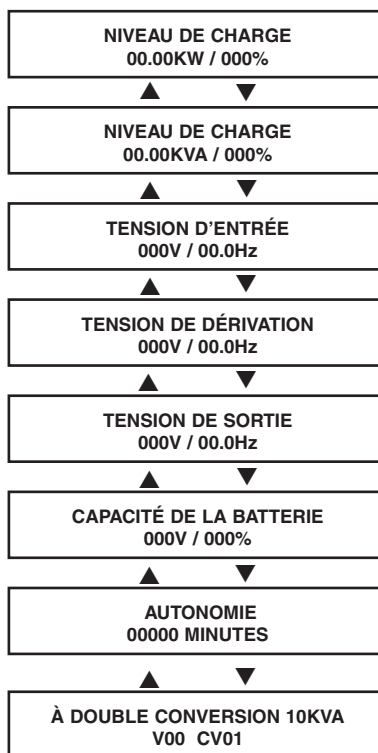 NIVEAU DE CHARGE
00.00KW / 000%
NIVEAU DE CHARGE
00.00KVA / 000%
TENSION D'ENTRÉE
000V / 00.0Hz
TENSION DE DÉRIVATION
000V / 00.0Hz
TENSION DE SORTIE
000V / 00.0Hz
CAPACITÉ DE LA BATTERIE
000V / 000%
AUTONOMIE
00000 MINUTES
À DOUBLE CONVERSION 10KVA
V00 CV01